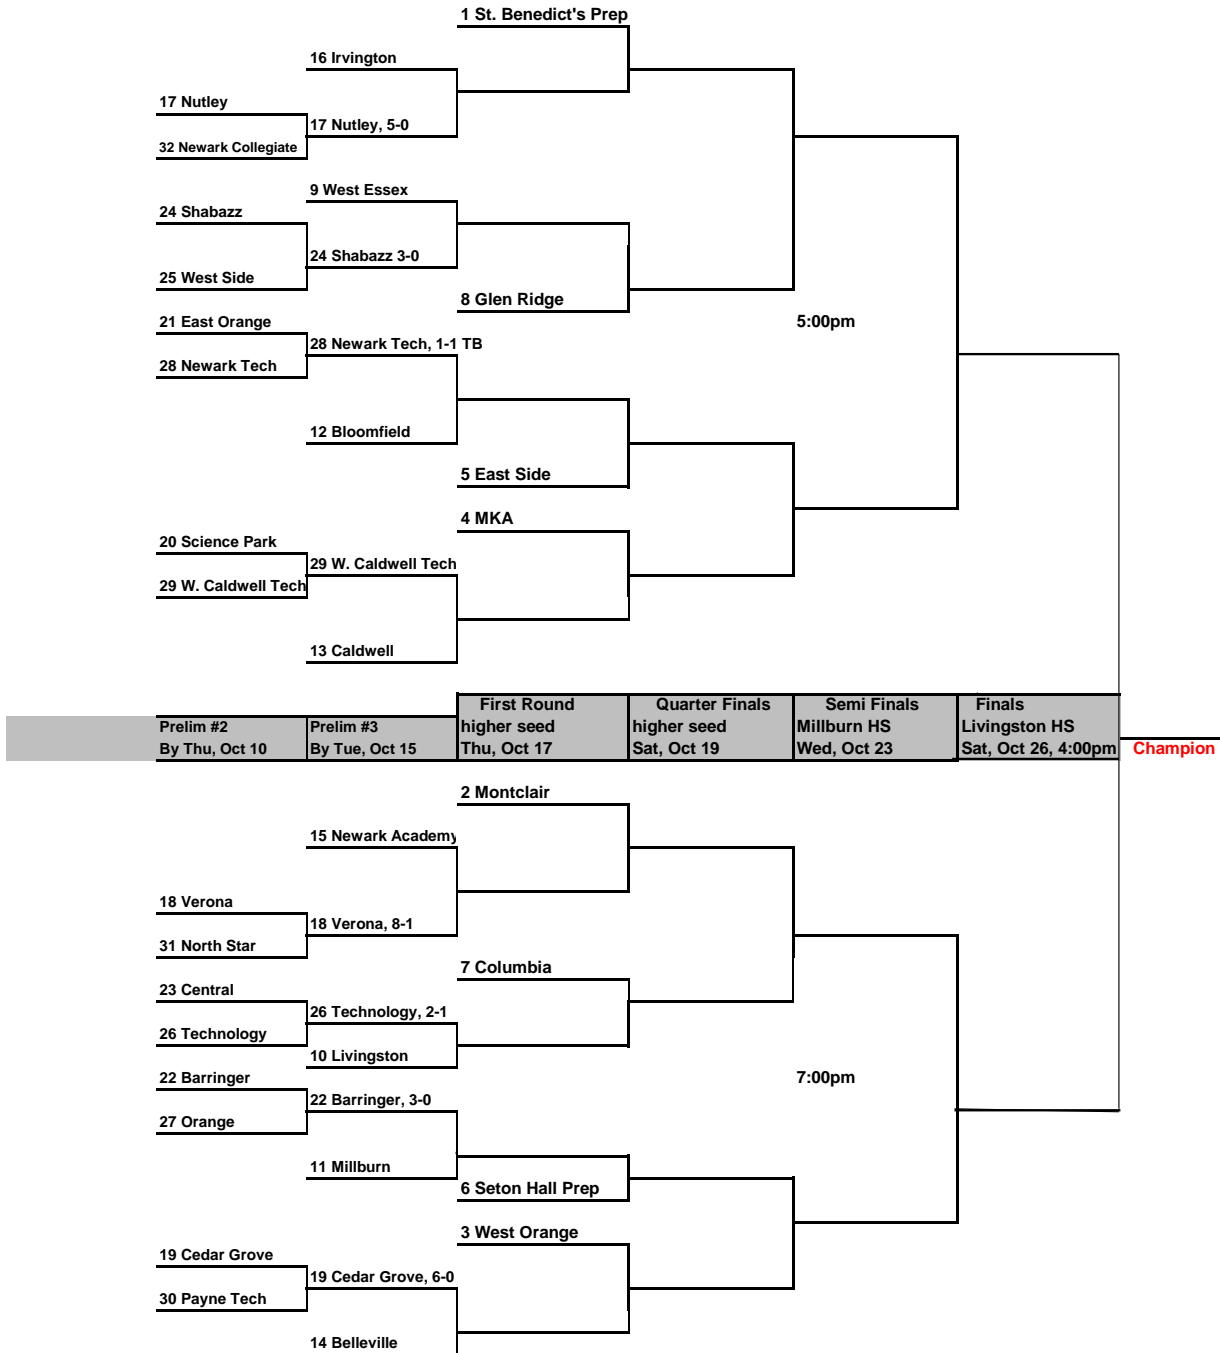 1 St. Benedict's Prep
16 Irvington
17 Nutley
17 Nutley, 5-0
32 Newark Collegiate
9 West Essex
24 Shabazz
24 Shabazz 3-0
25 West Side
8 Glen Ridge
21 East Orange
5:00pm
28 Newark Tech, 1-1 TB
28 Newark Tech
12 Bloomfield
5 East Side
4 MKA
20 Science Park
29 W. Caldwell Tech
29 W. Caldwell Tech
13 Caldwell
First Round
Quarter Finals
Semi Finals
Finals
Prelim #2
Prelim #3
higher seed
higher seed
Millburn HS
Livingston HS
By Thu, Oct 10
By Tue, Oct 15
Thu, Oct 17
Sat, Oct 19
Wed, Oct 23
Sat, Oct 26, 4:00pm
Champion
2 Montclair
15 Newark Academy
18 Verona
18 Verona, 8-1
31 North Star
7 Columbia
23 Central
26 Technology, 2-1
26 Technology
10 Livingston
22 Barringer
7:00pm
22 Barringer, 3-0
27 Orange
11 Millburn
6 Seton Hall Prep
3 West Orange
19 Cedar Grove
19 Cedar Grove, 6-0
30 Payne Tech
14 Belleville